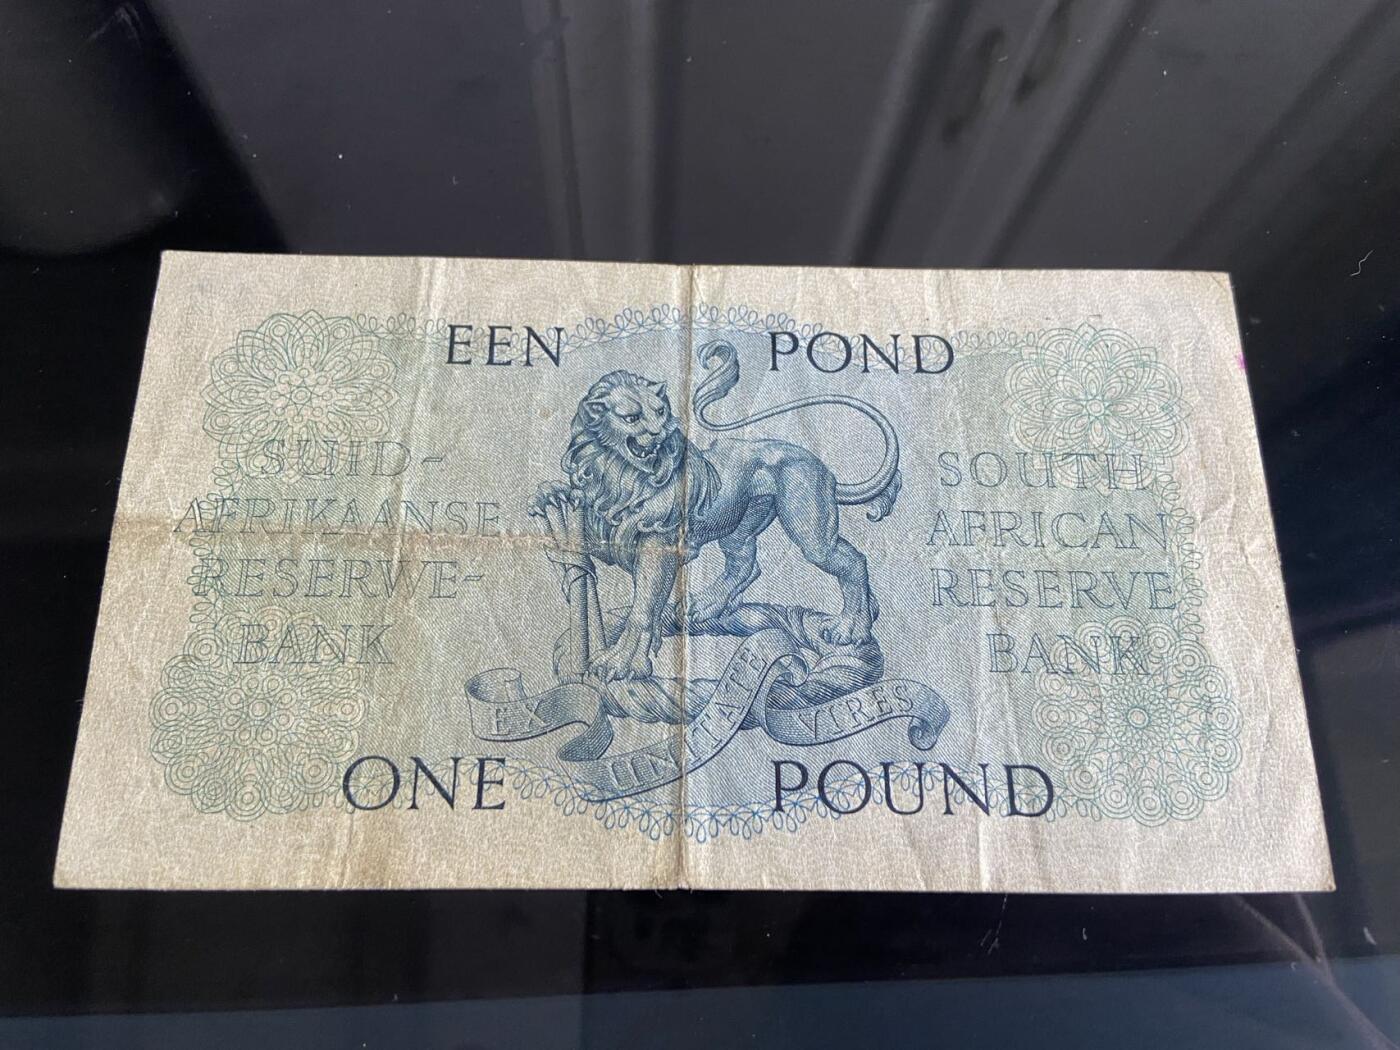 EEN POND
SUID-
AFRIKAANSE
RESERWE-
BANK
SOUTH
AFRICAN
RESERVE
BANK
EX UNITATE VIRES
ONE POUND